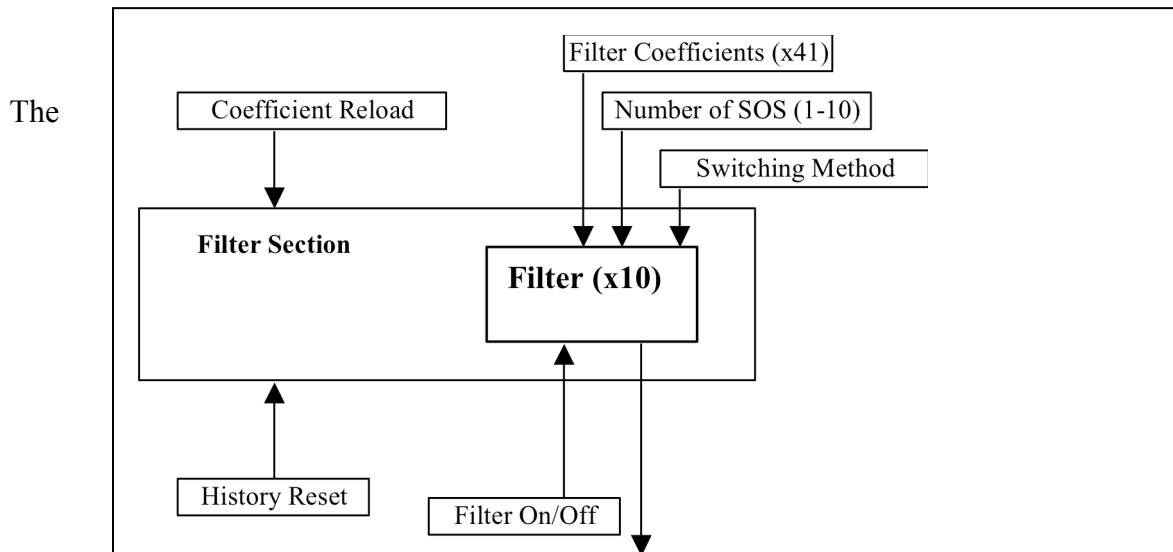 Filter Coefficients (x41)
The
Coefficient Reload
Number of SOS (1-10)
Switching Method
Filter Section
Filter (x10)
History Reset
Filter On/Off